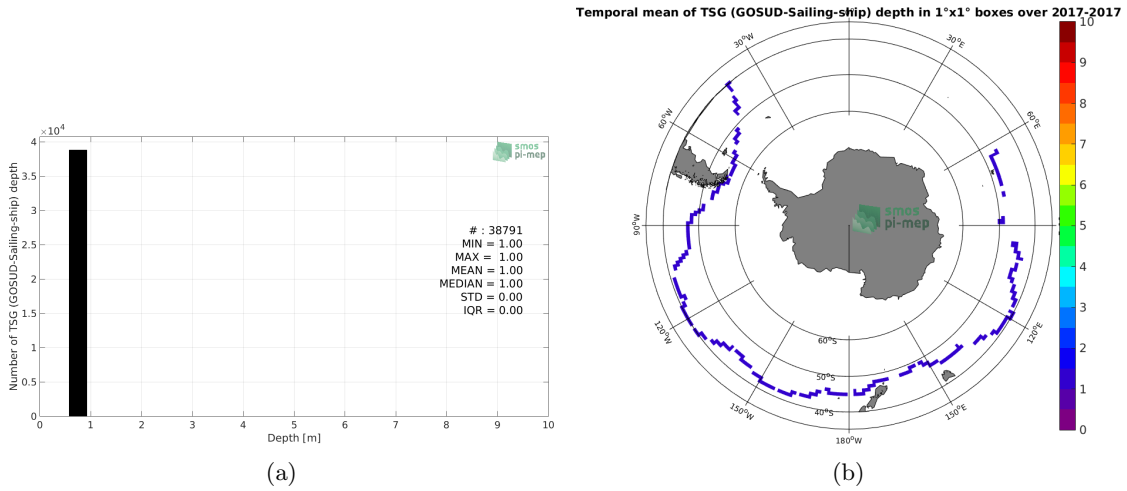 Temporal mean of TSG (GOSUD-Sailing-ship) depth in 1°x1° boxes over 2017-2017
×10⁴
4
3.5
3
2.5
2
1.5
1
0.5
0
Number of TSG (GOSUD-Sailing-ship) depth
smos
pi-mep
# : 38791
MIN = 1.00
MAX = 1.00
MEAN = 1.00
MEDIAN = 1.00
STD = 0.00
IQR = 0.00
0 1 2 3 4 5 6 7 8 9 10
Depth [m]
(a)
30°W
30°E
60°W
60°E
90°W
120°W
120°E
150°W
150°E
180°W
60°S
50°S
40°S
smos
pi-mep
10
9
8
7
6
5
4
3
2
1
0
(b)